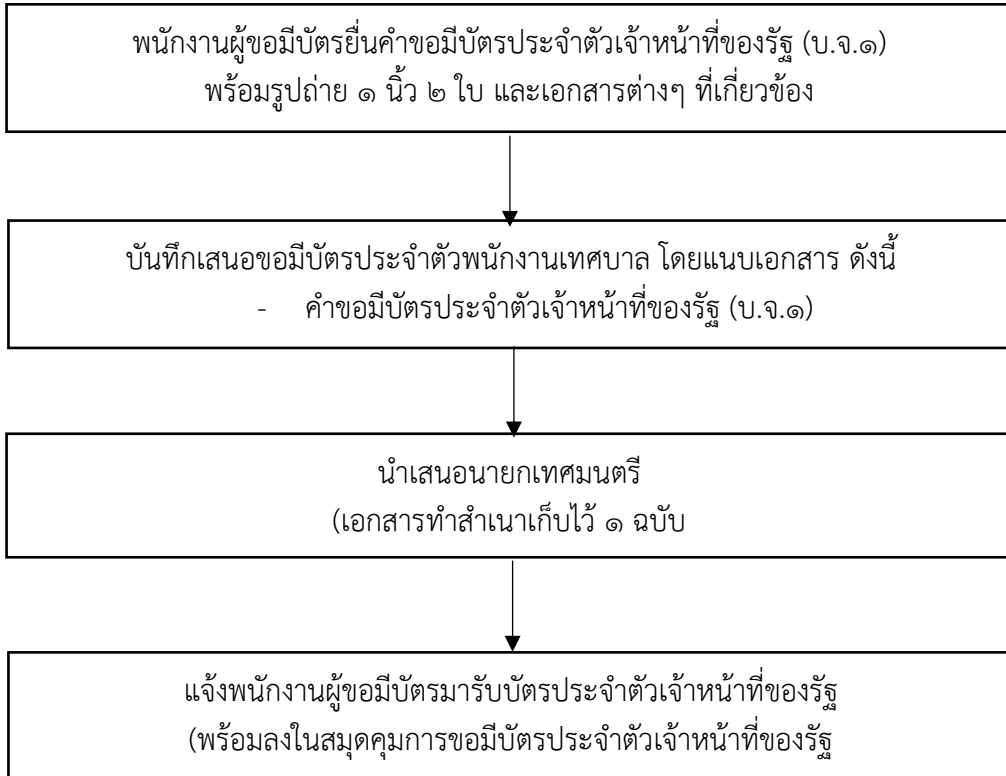 พนักงานผู้ขอมีบัตรยื่นคำขอมีบัตรประจำตัวเจ้าหน้าที่ของรัฐ (บ.จ.๑)
พร้อมรูปถ่าย ๑ นิ้ว ๒ ใบ และเอกสารต่างๆ ที่เกี่ยวข้อง
บันทึกเสนอขอมีบัตรประจำตัวพนักงานเทศบาล โดยแนบเอกสาร ดังนี้
- คำขอมีบัตรประจำตัวเจ้าหน้าที่ของรัฐ (บ.จ.๑)
นำเสนอนายกเทศมนตรี
(เอกสารทำสำเนาเก็บไว้ ๑ ฉบับ
แจ้งพนักงานผู้ขอมีบัตรมารับบัตรประจำตัวเจ้าหน้าที่ของรัฐ
(พร้อมลงในสมุดคุมการขอมีบัตรประจำตัวเจ้าหน้าที่ของรัฐ